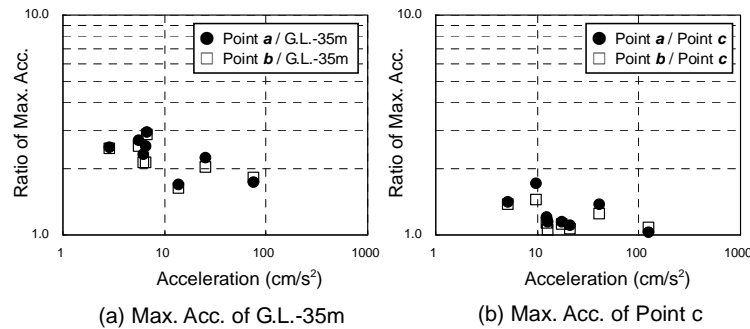 10.0
Point a / G.L.-35m
Point b / G.L.-35m
Ratio of Max. Acc.
1.0
1 10 100 1000
Acceleration (cm/s²)
(a) Max. Acc. of G.L.-35m
10.0
Point a / Point c
Point b / Point c
Ratio of Max. Acc.
1.0
1 10 100 1000
Acceleration (cm/s²)
(b) Max. Acc. of Point c